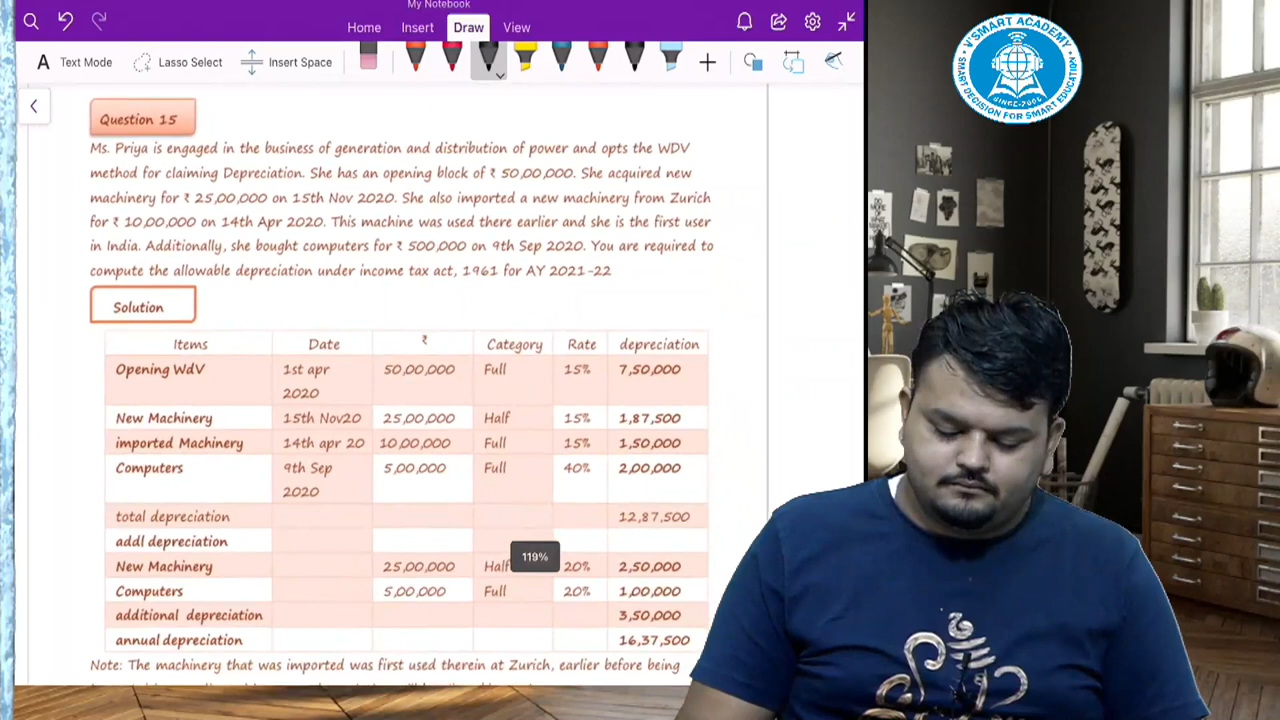 My Notebook
Home Insert Draw View
Text Mode Lasso Select Insert Space
Question 15
Ms. Priya is engaged in the business of generation and distribution of power and opts the WDV
method for claiming Depreciation. She has an opening block of ₹ 50,00,000. She acquired new
machinery for ₹ 25,00,000 on 15th Nov 2020. She also imported a new machinery from Zurich
for ₹ 10,00,000 on 14th Apr 2020. This machine was used there earlier and she is the first user
in India. Additionally, she bought computers for ₹ 500,000 on 9th Sep 2020. You are required to
compute the allowable depreciation under income tax act, 1961 for AY 2021-22
Solution
Items Date ₹ Category Rate depreciation
Opening WdV 1st apr 2020 50,00,000 Full 15% 7,50,000
New Machinery 15th Nov20 25,00,000 Half 15% 1,87,500
imported Machinery 14th apr 20 10,00,000 Full 15% 1,50,000
Computers 9th Sep 2020 5,00,000 Full 40% 2,00,000
total depreciation 12,87,500
addl depreciation
119%
New Machinery 25,00,000 Half 20% 2,50,000
Computers 5,00,000 Full 20% 1,00,000
additional depreciation 3,50,000
annual depreciation 16,37,500
Note: The machinery that was imported was first used therein at Zurich, earlier before being
V'SMART ACADEMY
SMART DECISION FOR SMART EDUCATION